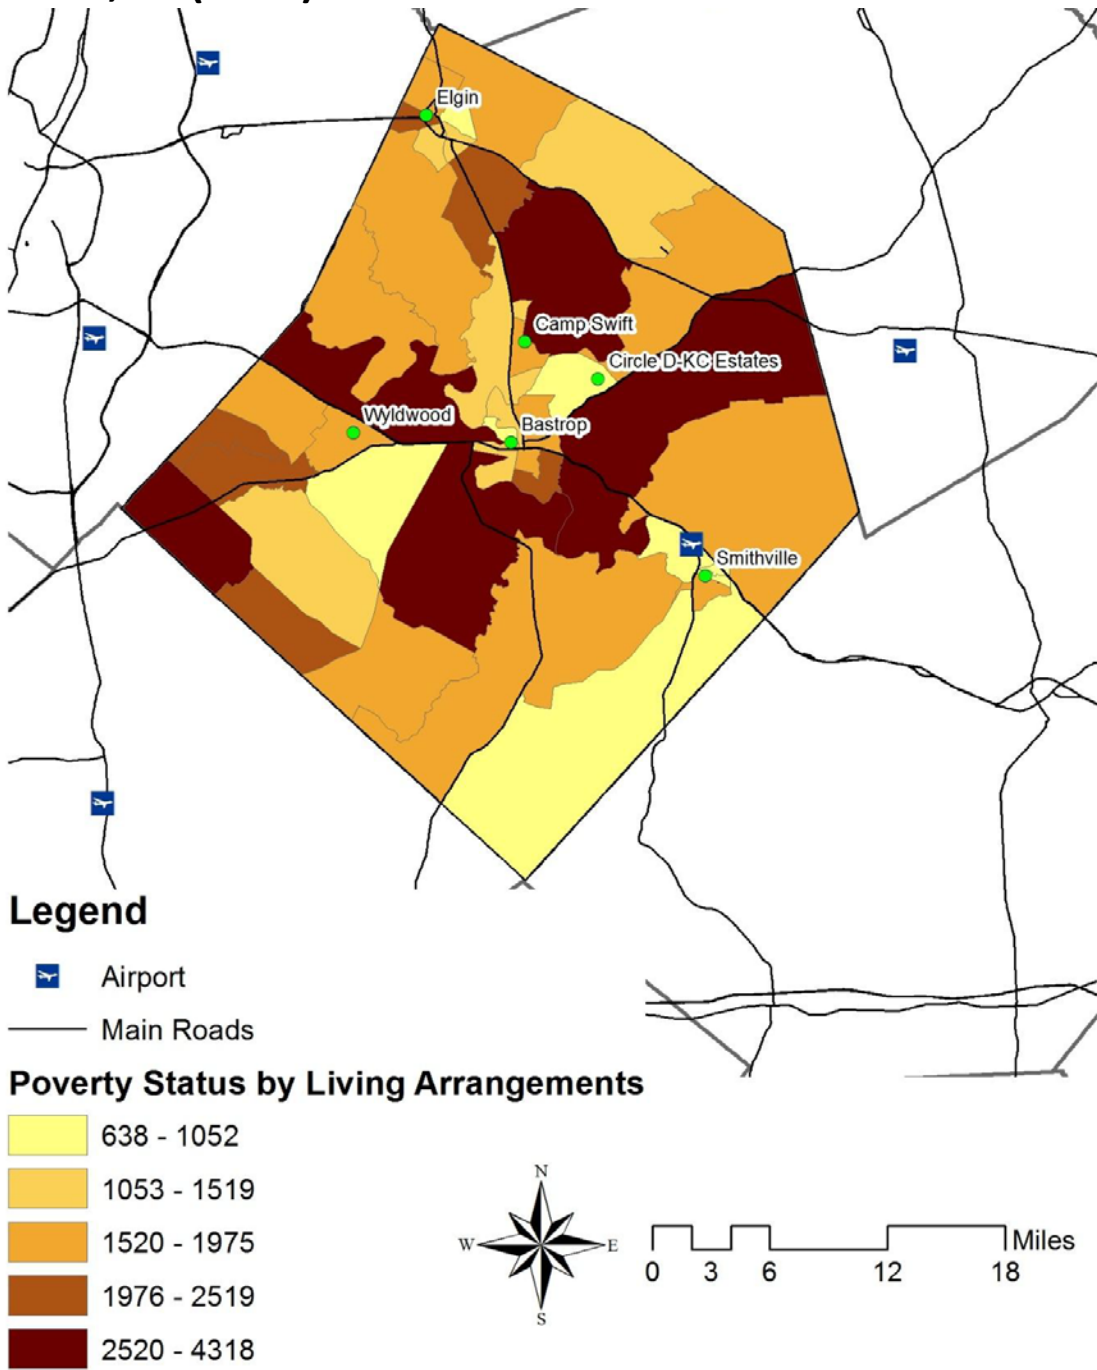 Elgin
Camp Swift
Circle D-KC Estates
Wyldwood
Bastrop
Smithville
Legend
Airport
Main Roads
Poverty Status by Living Arrangements
638 - 1052
1053 - 1519
1520 - 1975
1976 - 2519
2520 - 4318
N
W E
S
Miles
0 3 6 12 18